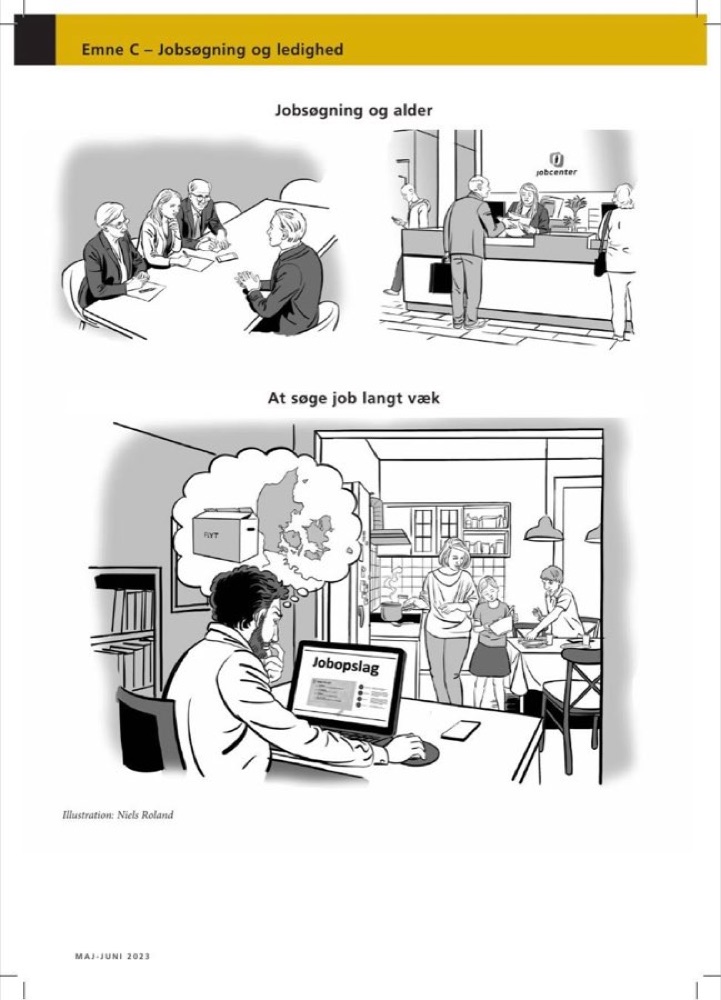 Emne C – Jobsøgning og ledighed
Jobsøgning og alder
jobcenter
At søge job langt væk
FLYT
Jobopslag
Illustration: Niels Roland
MAJ-JUNI 2023